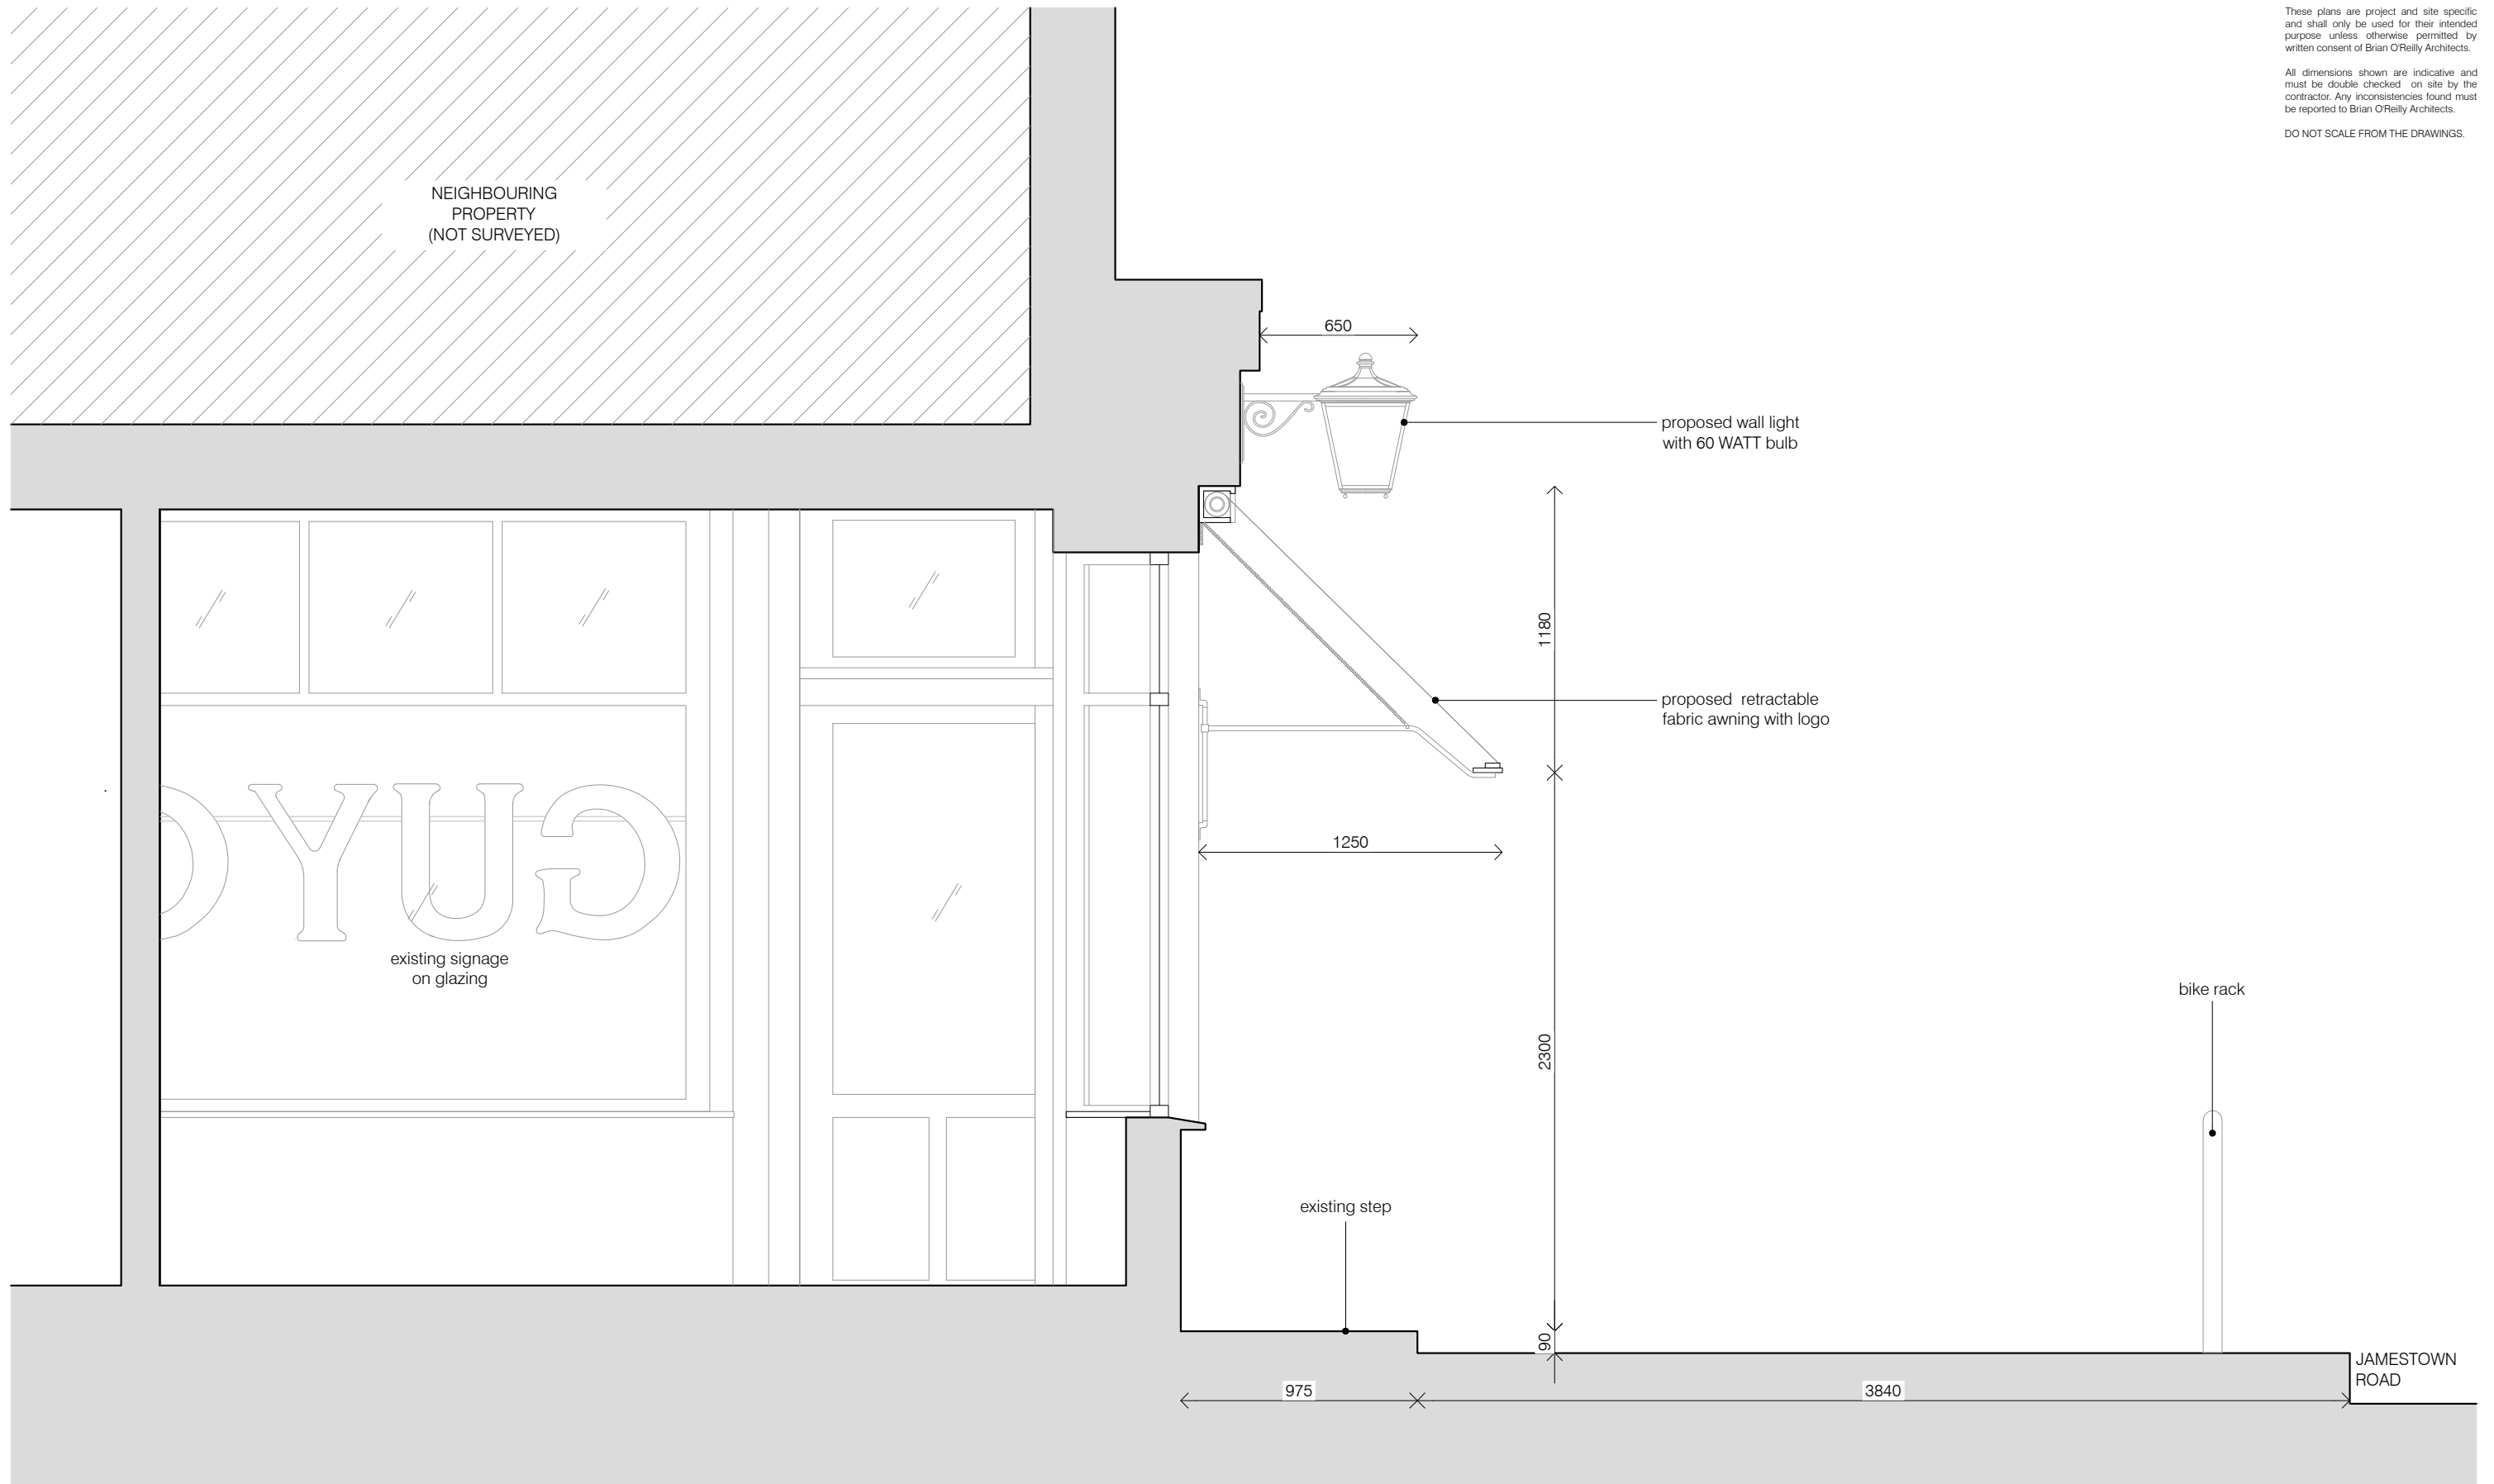 These plans are project and site specific
and shall only be used for their intended
purpose unless otherwise permitted by
written consent of Brian O'Reilly Architects.
All dimensions shown are indicative and
must be double checked on site by the
contractor. Any inconsistencies found must
be reported to Brian O'Reilly Architects.
DO NOT SCALE FROM THE DRAWINGS.
NEIGHBOURING
PROPERTY
(NOT SURVEYED)
650
proposed wall light
with 60 WATT bulb
1180
proposed retractable
fabric awning with logo
1250
GUY
existing signage
on glazing
bike rack
2300
existing step
90
JAMESTOWN
ROAD
975
3840